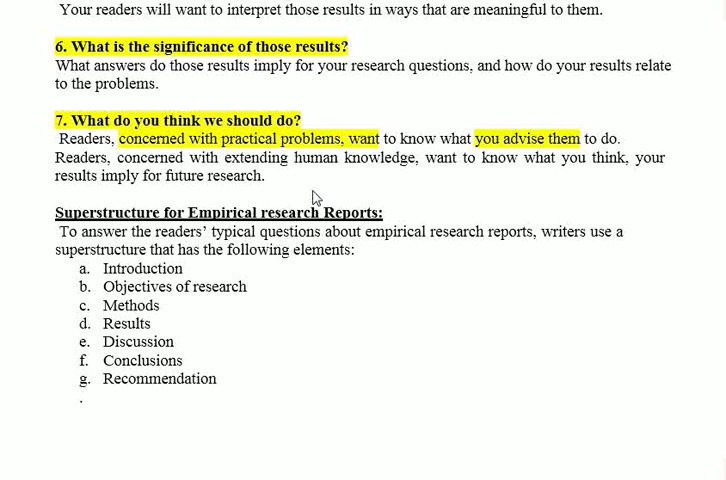 Your readers will want to interpret those results in ways that are meaningful to them.
6. What is the significance of those results?
What answers do those results imply for your research questions, and how do your results relate
to the problems.
7. What do you think we should do?
Readers, concerned with practical problems, want to know what you advise them to do.
Readers, concerned with extending human knowledge, want to know what you think, your
results imply for future research.
Superstructure for Empirical research Reports:
To answer the readers’ typical questions about empirical research reports, writers use a
superstructure that has the following elements:
a. Introduction
b. Objectives of research
c. Methods
d. Results
e. Discussion
f. Conclusions
g. Recommendation
.